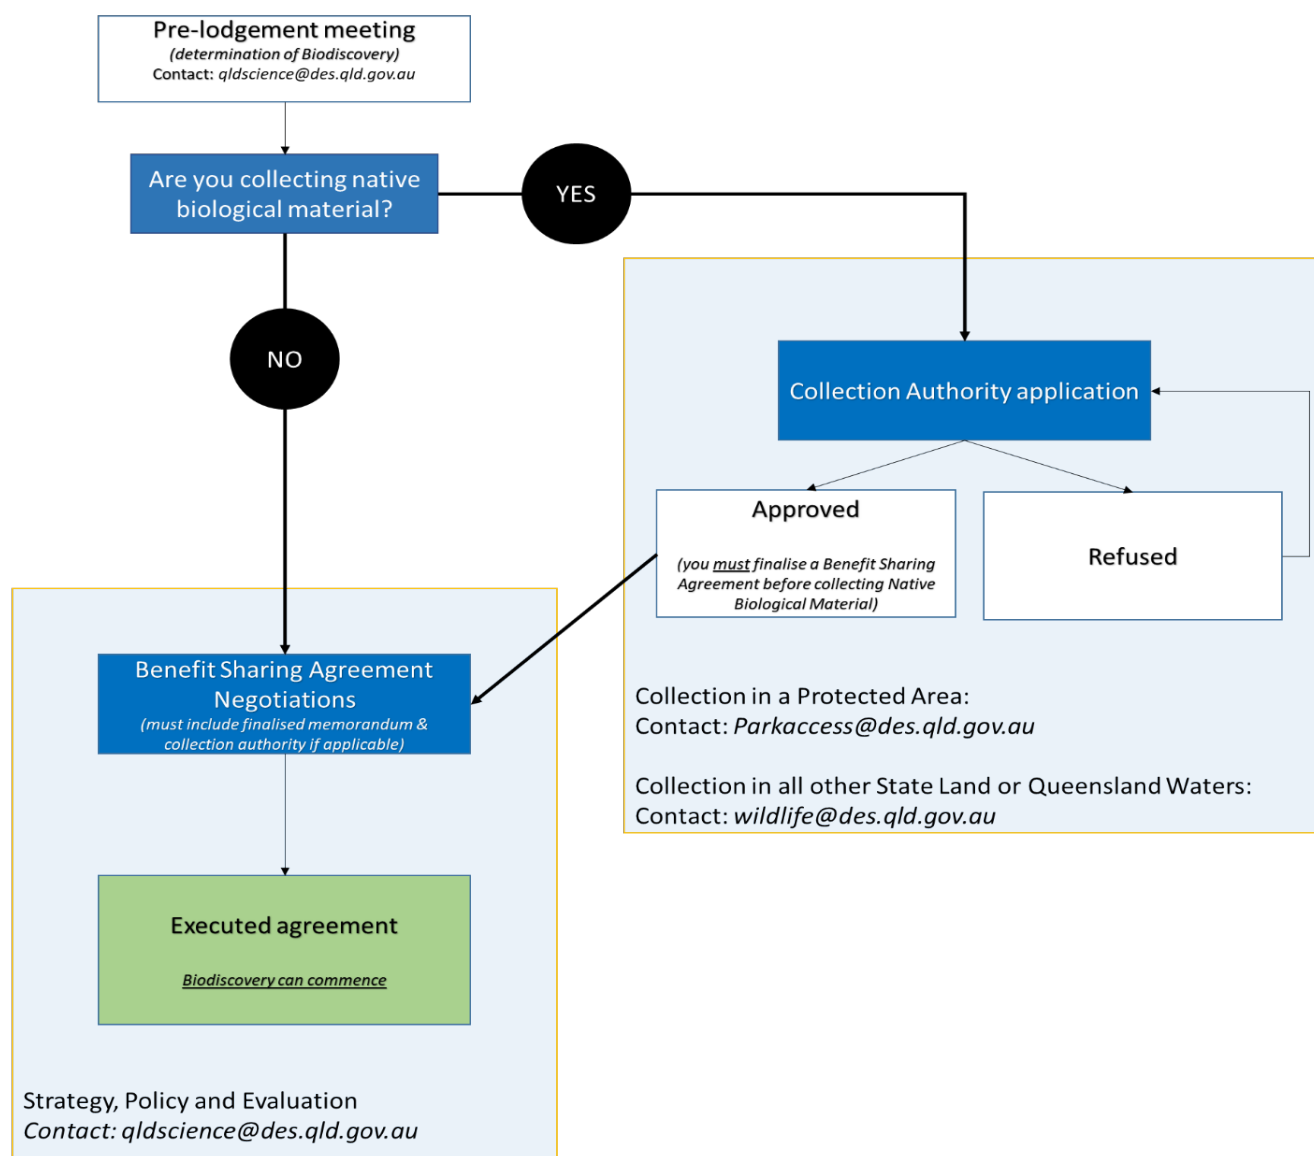 Pre-lodgement meeting
(determination of Biodiscovery)
Contact: qldscience@des.qld.gov.au
Are you collecting native
biological material?
YES
NO
Collection Authority application
Approved
(you must finalise a Benefit Sharing
Agreement before collecting Native
Biological Material)
Refused
Collection in a Protected Area:
Contact: Parkaccess@des.qld.gov.au
Collection in all other State Land or Queensland Waters:
Contact: wildlife@des.qld.gov.au
Benefit Sharing Agreement
Negotiations
(must include finalised memorandum &
collection authority if applicable)
Executed agreement
Biodiscovery can commence
Strategy, Policy and Evaluation
Contact: qldscience@des.qld.gov.au